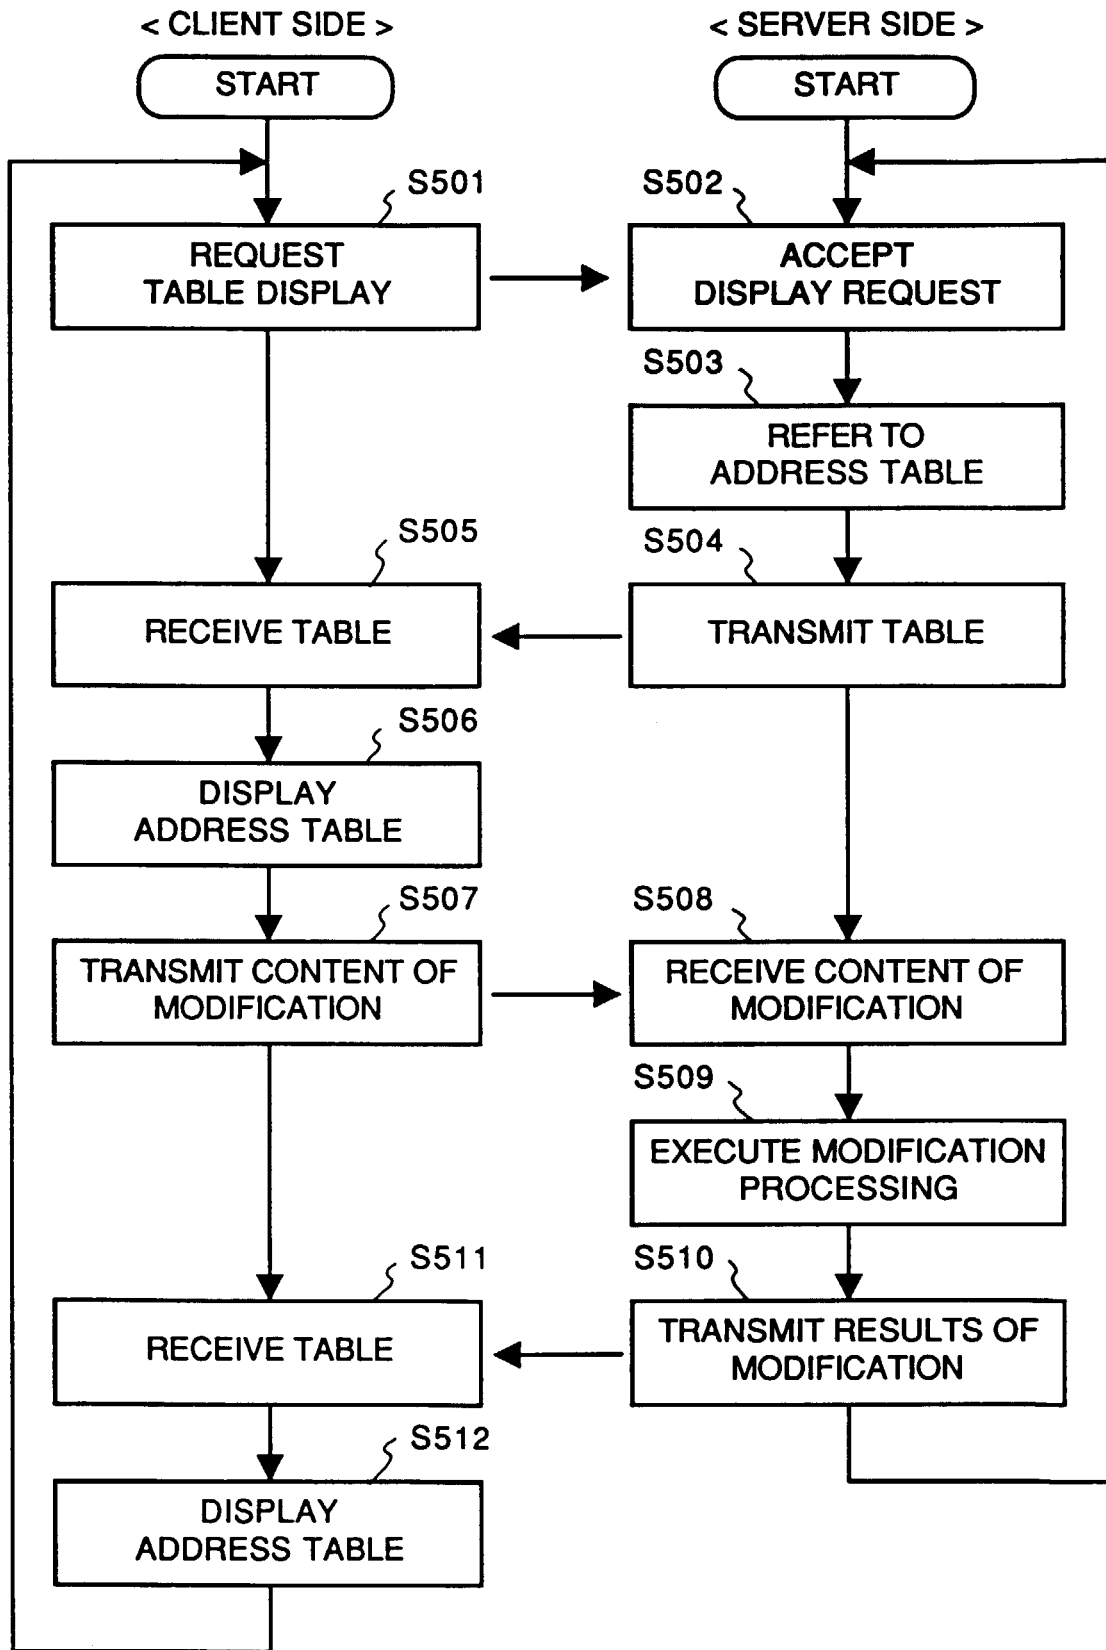 < CLIENT SIDE >
< SERVER SIDE >
START
START
S501
REQUEST
TABLE DISPLAY
S502
ACCEPT
DISPLAY REQUEST
S503
REFER TO
ADDRESS TABLE
S504
TRANSMIT TABLE
S505
RECEIVE TABLE
S506
DISPLAY
ADDRESS TABLE
S507
TRANSMIT CONTENT OF
MODIFICATION
S508
RECEIVE CONTENT OF
MODIFICATION
S509
EXECUTE MODIFICATION
PROCESSING
S510
TRANSMIT RESULTS OF
MODIFICATION
S511
RECEIVE TABLE
S512
DISPLAY
ADDRESS TABLE